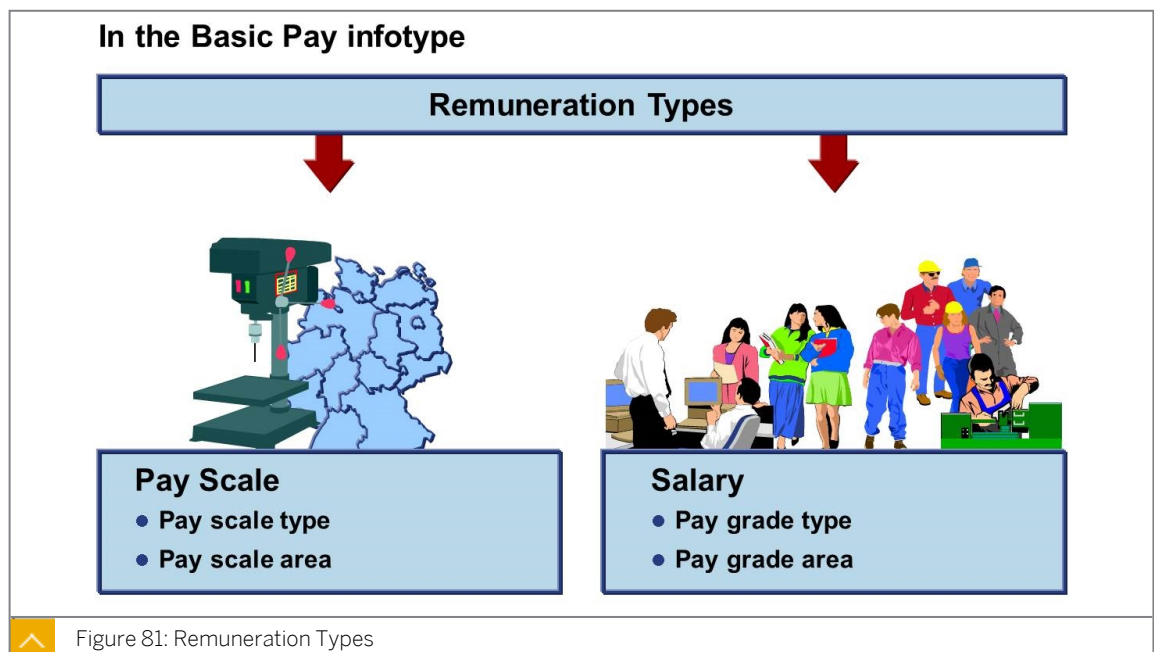 In the Basic Pay infotype
Remuneration Types
Pay Scale
Pay scale type
Pay scale area
Salary
Pay grade type
Pay grade area
Figure 81: Remuneration Types